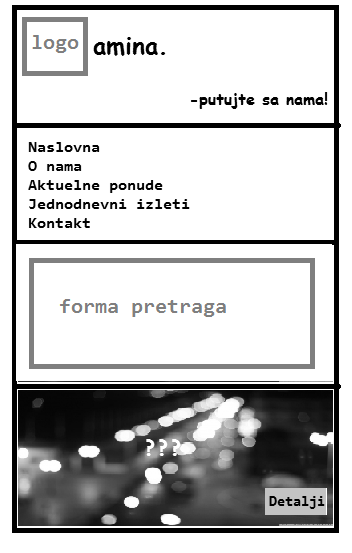 logo
amina.
-putujte sa nama!
Naslovna
O nama
Aktuelne ponude
Jednodnevni izleti
Kontakt
forma pretraga
???
Detalji